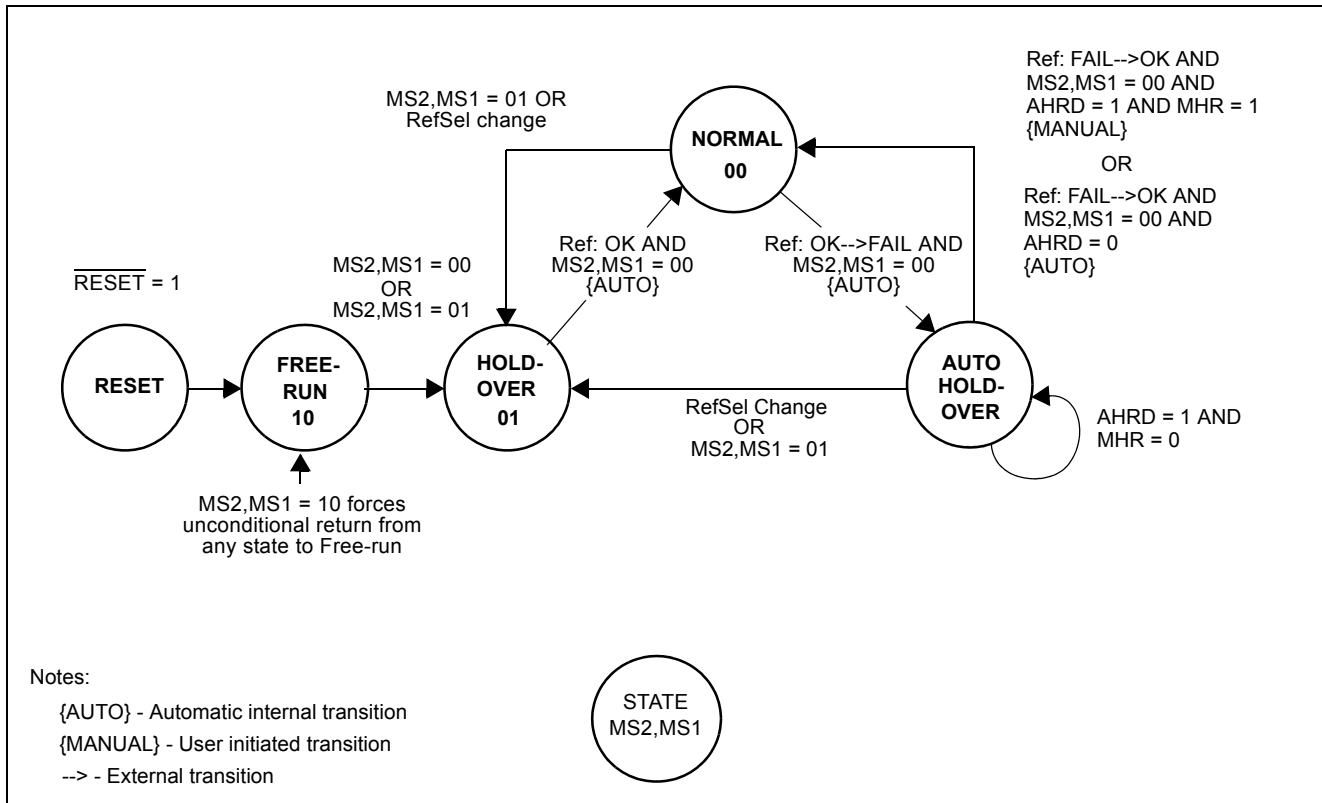 Ref: FAIL-->OK AND
MS2,MS1 = 00 AND
AHRD = 1 AND MHR = 1
{MANUAL}
OR
Ref: FAIL-->OK AND
MS2,MS1 = 00 AND
AHRD = 0
{AUTO}
MS2,MS1 = 01 OR
RefSel change
NORMAL
00
Ref: OK AND
MS2,MS1 = 00
{AUTO}
Ref: OK-->FAIL AND
MS2,MS1 = 00
{AUTO}
RESET = 1
MS2,MS1 = 00
OR
MS2,MS1 = 01
RESET
FREE-
RUN
10
HOLD-
OVER
01
AUTO
HOLD-
OVER
RefSel Change
OR
MS2,MS1 = 01
AHRD = 1 AND
MHR = 0
MS2,MS1 = 10 forces
unconditional return from
any state to Free-run
Notes:
{AUTO} - Automatic internal transition
{MANUAL} - User initiated transition
--> - External transition
STATE
MS2,MS1